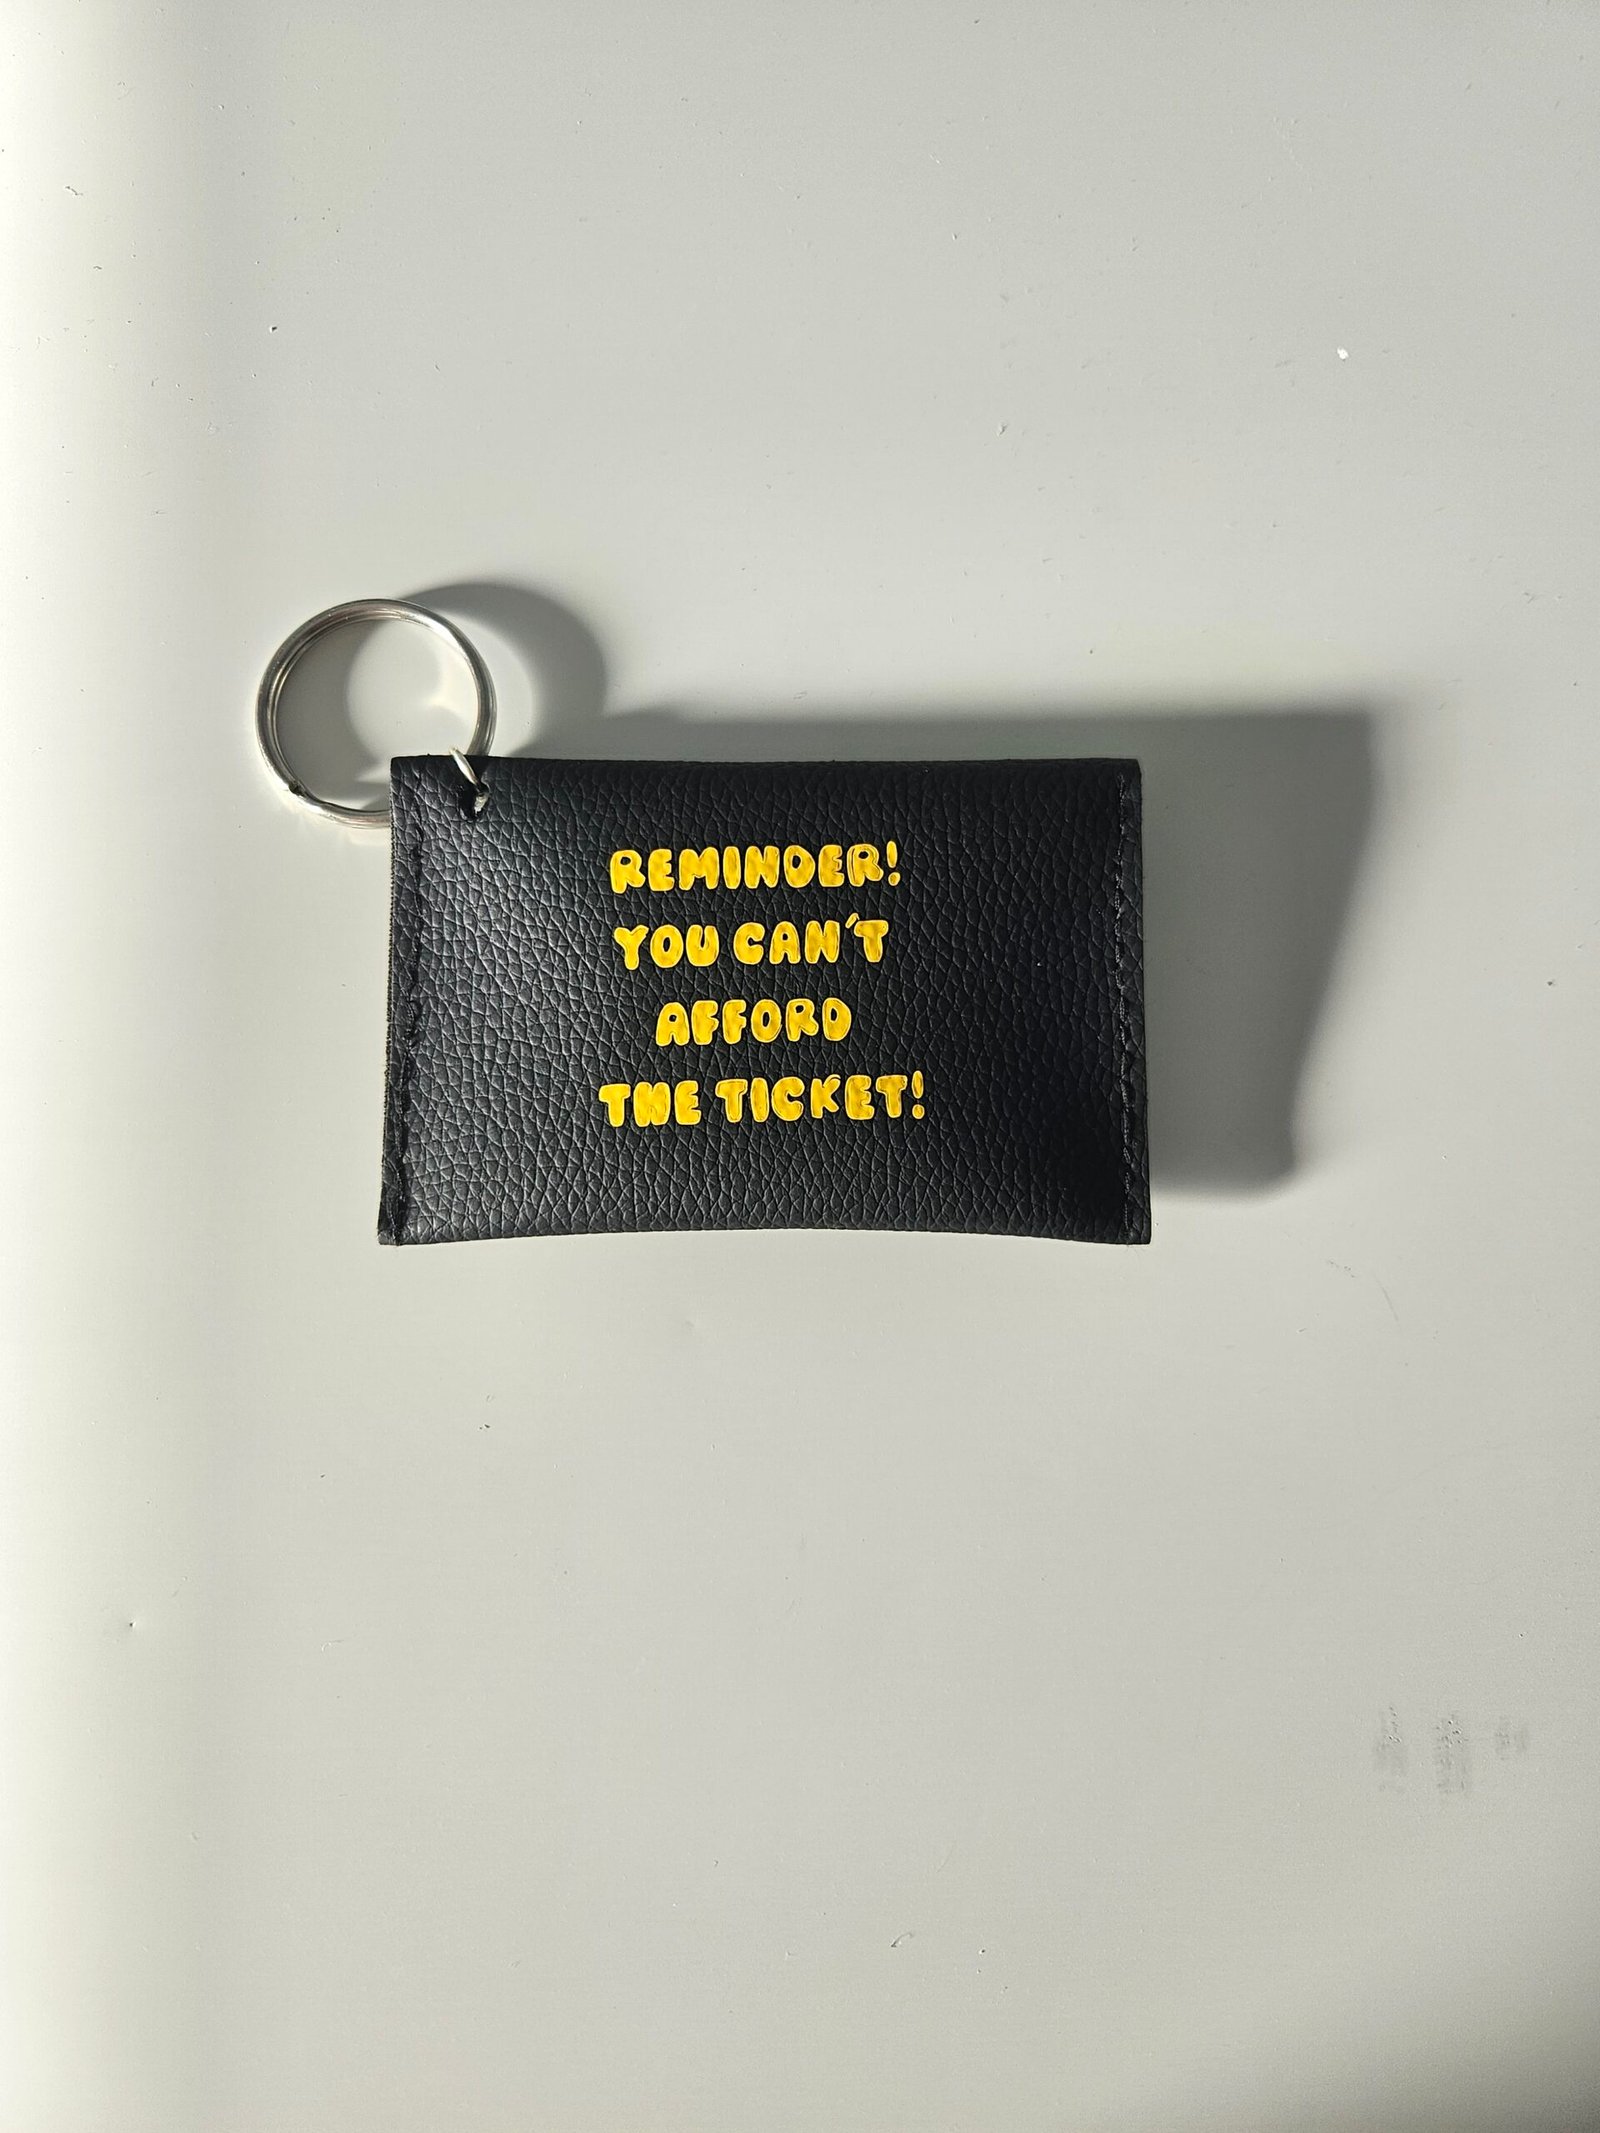 REMINDER!
YOU CAN'T
AFFORD
THE TICKET!